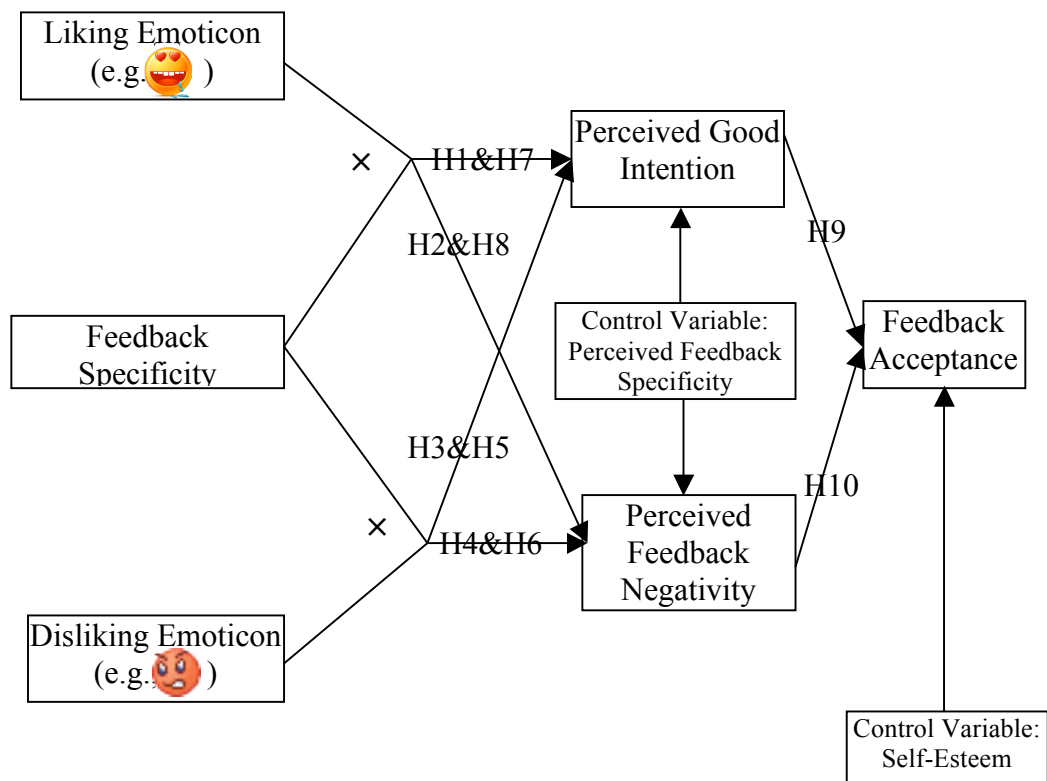 Liking Emoticon
(e.g. )
×
Perceived Good
Intention
H1&H7
H2&H8
H9
Feedback
Specificity
Control Variable:
Perceived Feedback
Specificity
Feedback
Acceptance
H3&H5
H10
×
H4&H6
Perceived
Feedback
Negativity
Disliking Emoticon
(e.g., )
Control Variable:
Self-Esteem